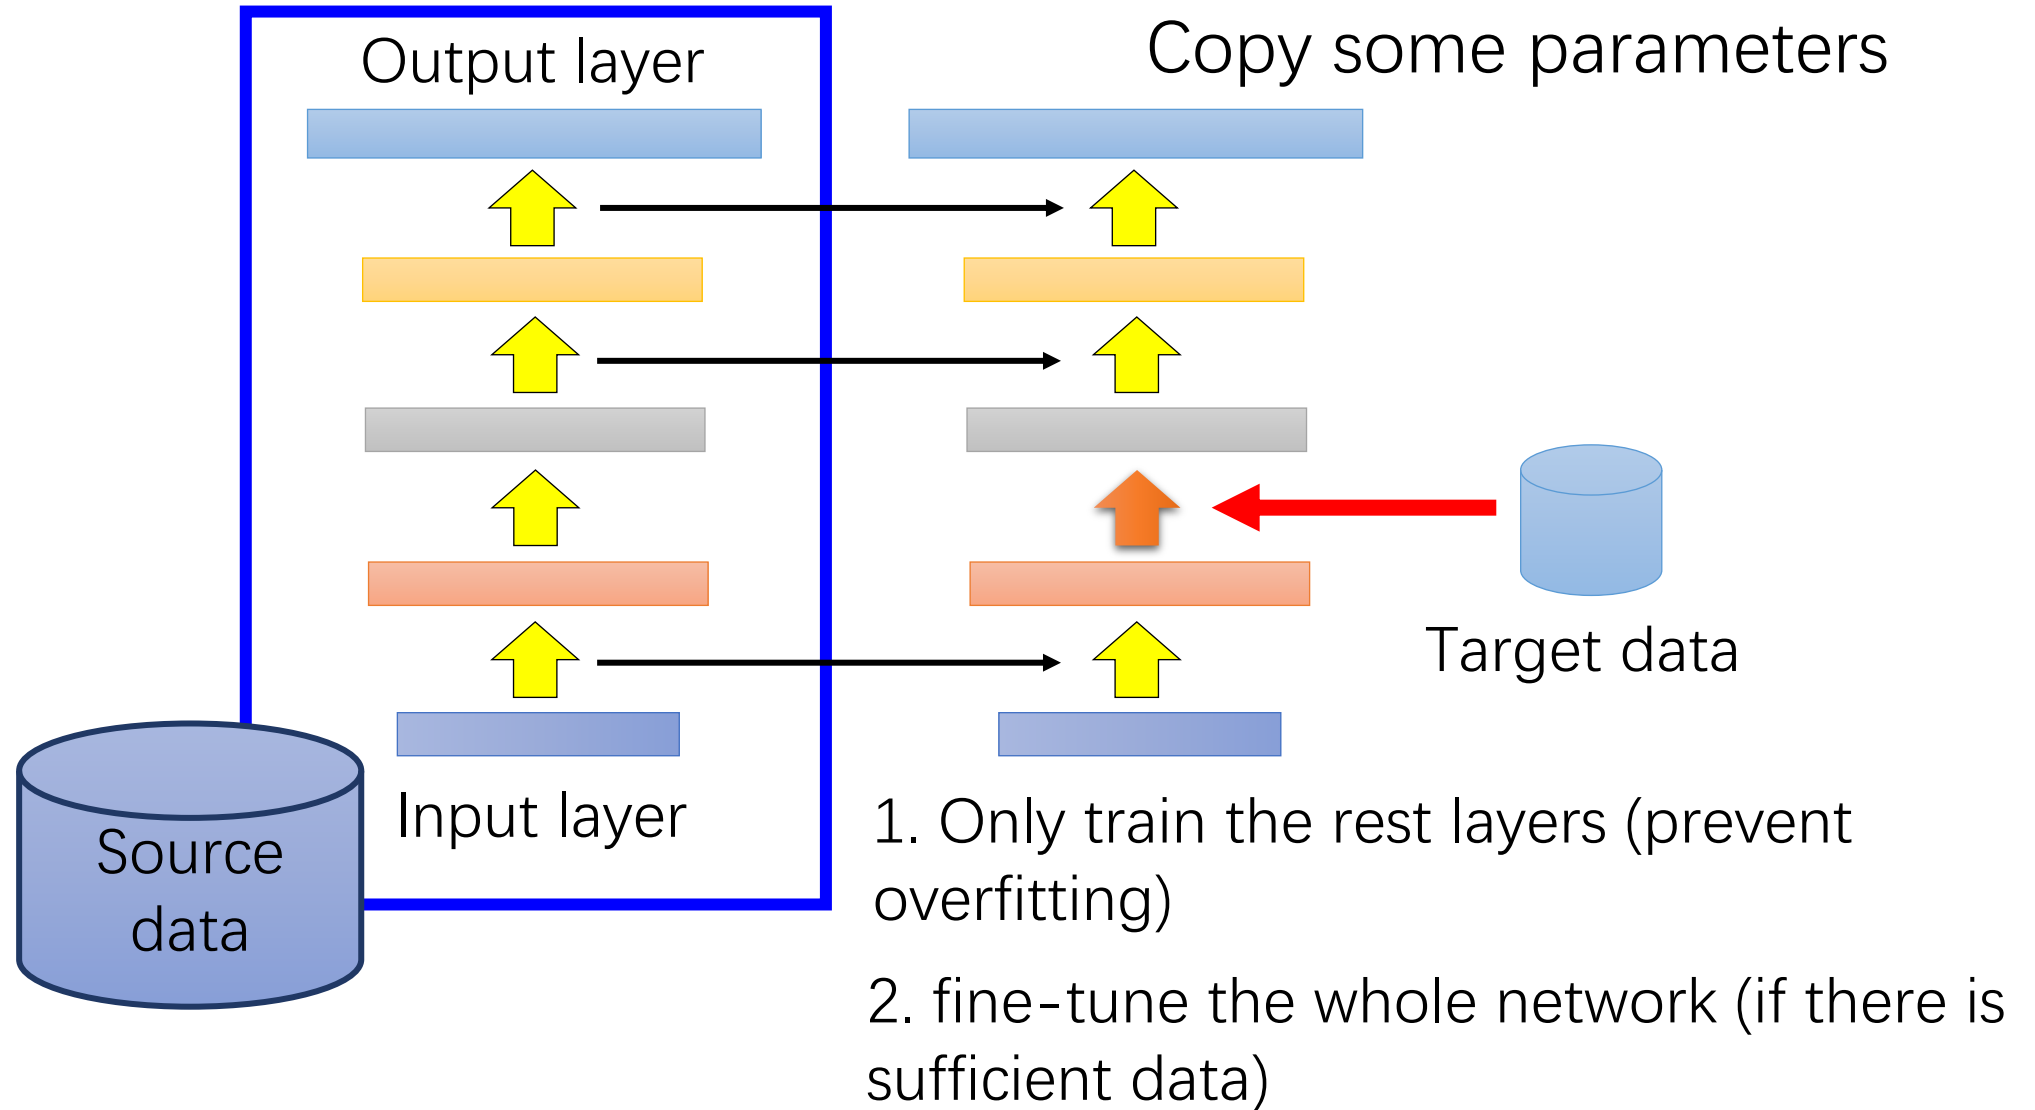 Output layer
Copy some parameters
Target data
Input layer
Source
data
1. Only train the rest layers (prevent
overfitting)
2. fine-tune the whole network (if there is
sufficient data)